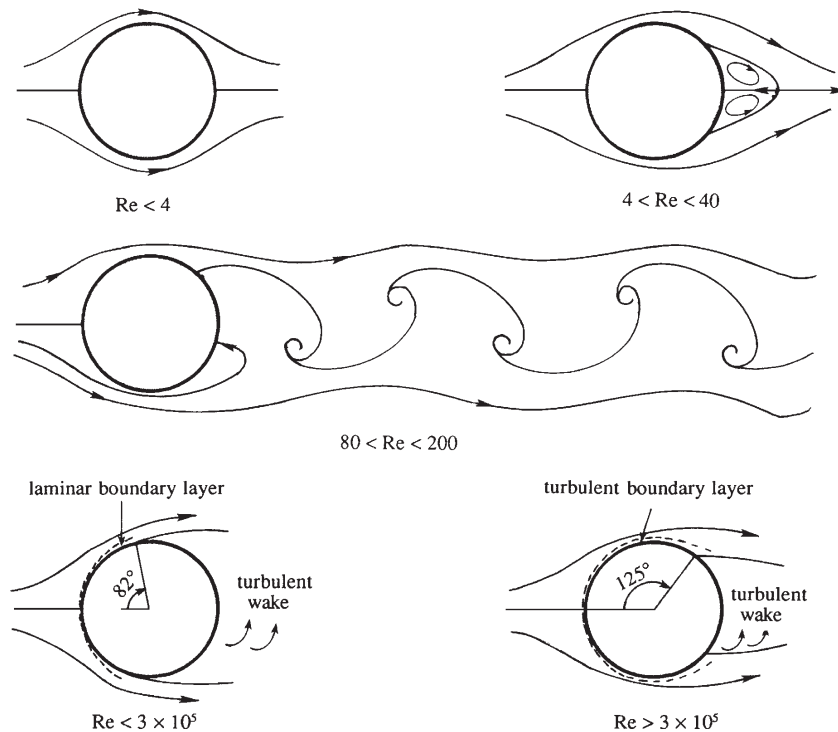 Re < 4
4 < Re < 40
80 < Re < 200
laminar boundary layer
82°
turbulent
wake
Re < 3 × 10⁵
turbulent boundary layer
125°
turbulent
wake
Re > 3 × 10⁵